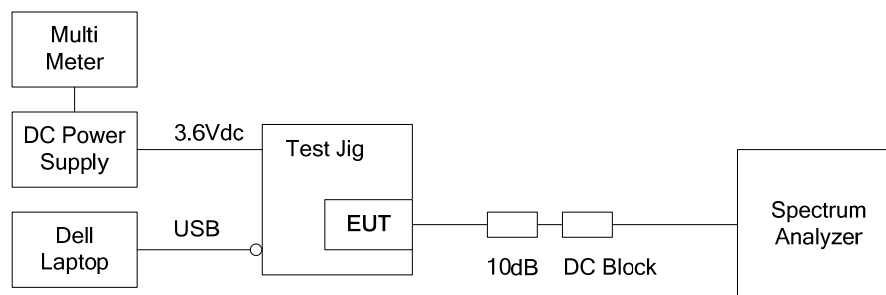 Multi
Meter
DC Power
Supply
3.6Vdc
Test Jig
EUT
Dell
Laptop
USB
10dB
DC Block
Spectrum
Analyzer